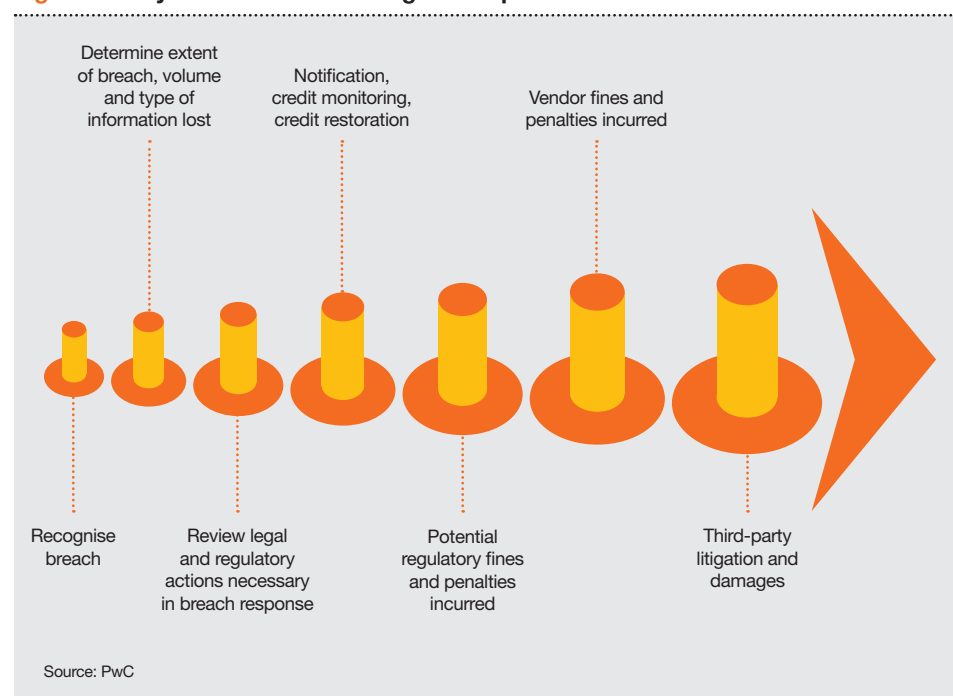 Determine extent
of breach, volume
and type of
information lost
Notification,
credit monitoring,
credit restoration
Vendor fines and
penalties incurred
Recognise
breach
Review legal
and regulatory
actions necessary
in breach response
Potential
regulatory fines
and penalties
incurred
Third-party
litigation and
damages
Source: PwC